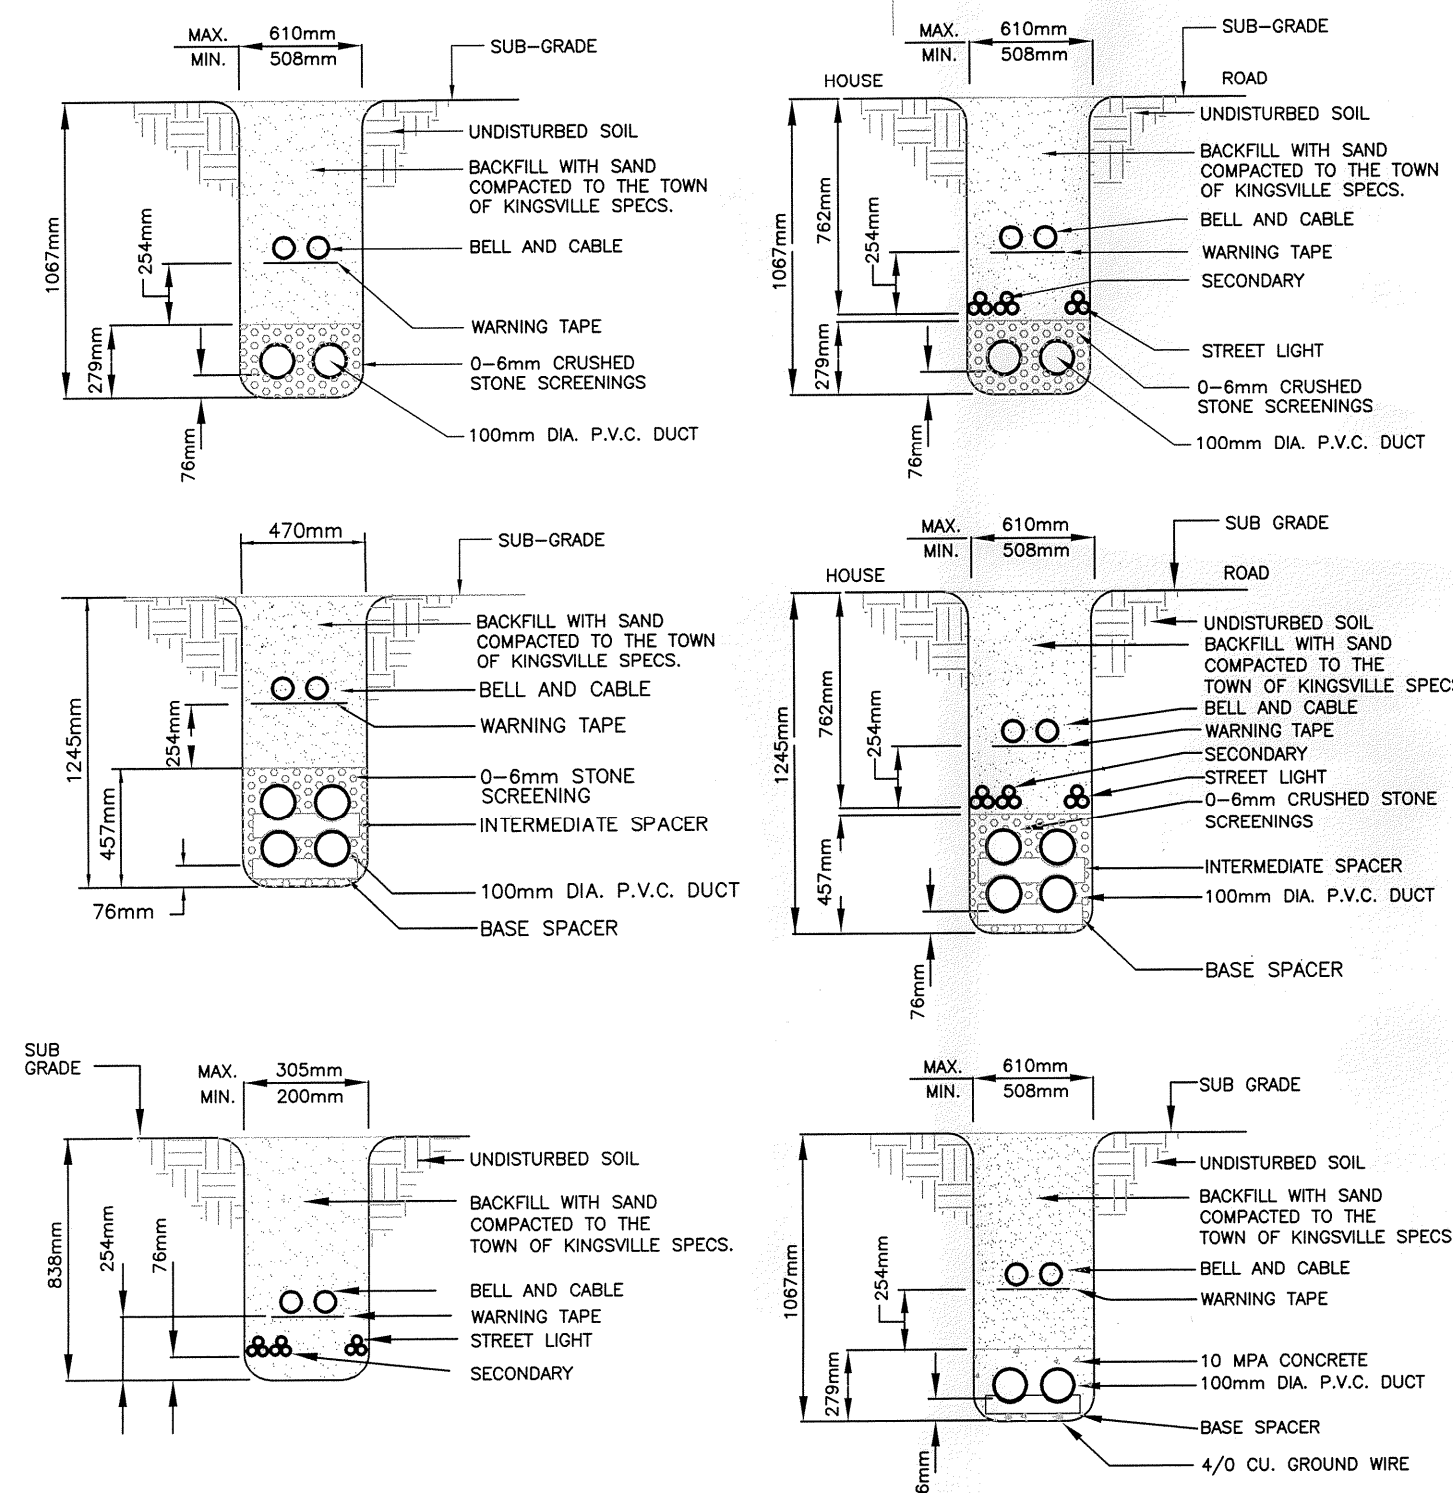 MAX.
610mm
MIN.
508mm
SUB-GRADE
UNDISTURBED SOIL
BACKFILL WITH SAND
COMPACTED TO THE TOWN
OF KINGSVILLE SPECS.
BELL AND CABLE
WARNING TAPE
0-6mm CRUSHED
STONE SCREENINGS
100mm DIA. P.V.C. DUCT
1067mm
254mm
279mm
76mm
MAX.
610mm
MIN.
508mm
SUB-GRADE
HOUSE
ROAD
UNDISTURBED SOIL
BACKFILL WITH SAND
COMPACTED TO THE TOWN
OF KINGSVILLE SPECS.
BELL AND CABLE
WARNING TAPE
SECONDARY
STREET LIGHT
0-6mm CRUSHED
STONE SCREENINGS
100mm DIA. P.V.C. DUCT
1067mm
762mm
254mm
279mm
76mm
470mm
SUB-GRADE
BACKFILL WITH SAND
COMPACTED TO THE TOWN
OF KINGSVILLE SPECS.
BELL AND CABLE
WARNING TAPE
0-6mm STONE
SCREENING
INTERMEDIATE SPACER
100mm DIA. P.V.C. DUCT
BASE SPACER
1245mm
254mm
457mm
76mm
MAX.
610mm
MIN.
508mm
SUB GRADE
HOUSE
ROAD
UNDISTURBED SOIL
BACKFILL WITH SAND
COMPACTED TO THE
TOWN OF KINGSVILLE SPEC
BELL AND CABLE
WARNING TAPE
SECONDARY
STREET LIGHT
0-6mm CRUSHED STONE
SCREENINGS
INTERMEDIATE SPACER
100mm DIA. P.V.C. DUCT
BASE SPACER
1245mm
762mm
254mm
457mm
76mm
SUB
GRADE
MAX.
305mm
MIN.
200mm
UNDISTURBED SOIL
BACKFILL WITH SAND
COMPACTED TO THE
TOWN OF KINGSVILLE SPECS.
BELL AND CABLE
WARNING TAPE
STREET LIGHT
SECONDARY
838mm
254mm
76mm
MAX.
610mm
MIN.
508mm
SUB GRADE
UNDISTURBED SOIL
BACKFILL WITH SAND
COMPACTED TO THE
TOWN OF KINGSVILLE SPECS
BELL AND CABLE
WARNING TAPE
10 MPA CONCRETE
100mm DIA. P.V.C. DUCT
BASE SPACER
4/0 CU. GROUND WIRE
1067mm
254mm
279mm
6mm